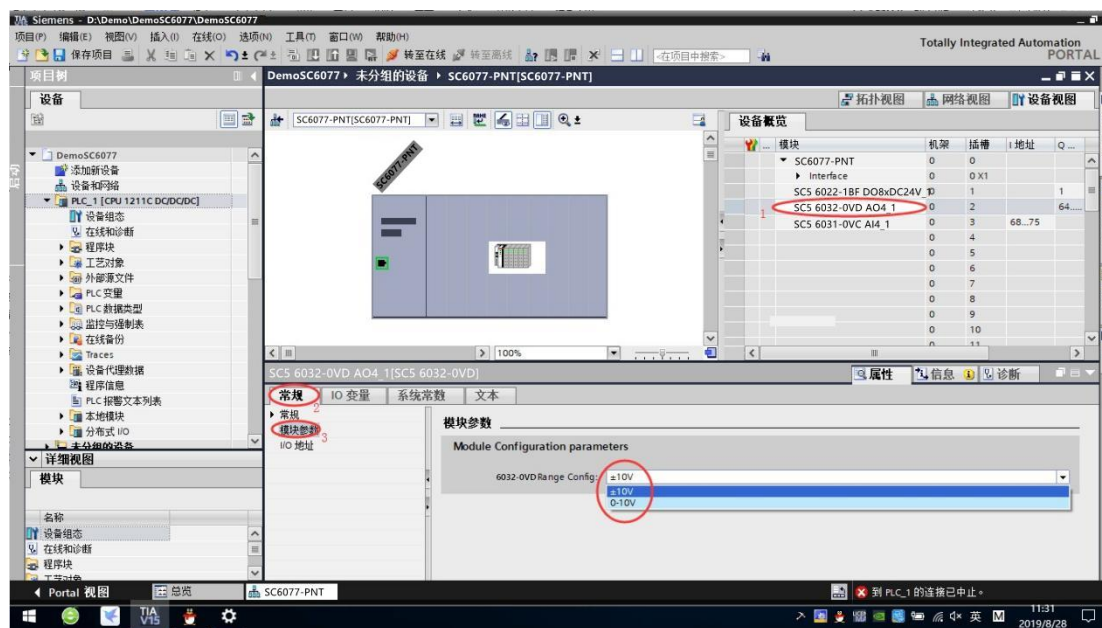 Siemens - D:\Demo\DemoSC6077\DemoSC6077
项目(P) 编辑(E) 视图(V) 插入(I) 在线(O) 选项(N) 工具(T) 窗口(W) 帮助(H)
Totally Integrated Automation
PORTAL
保存项目 转至在线 转至离线 <在项目中搜索>
项目树
DemoSC6077 未分组的设备 SC6077-PNT[SC6077-PNT]
设备
拓扑视图 网络视图 设备视图
SC6077-PNT[SC6077-PNT]
设备概览
模块 机架 插槽 I 地址 Q ...
SC6077-PNT 0 0
Interface 0 0 X1
SC5 6022-1BF DO8xDC24V_1 0 1 1
1 SC5 6032-0VD AO4_1 0 2 64....
SC5 6031-0VC AI4_1 0 3 68...75
0 4
0 5
0 6
0 7
0 8
0 9
0 10
0 11
SC6077-PNT
DemoSC6077
添加新设备
设备和网络
PLC_1 [CPU 1211C DC/DC/DC]
设备组态
在线和诊断
程序块
工艺对象
外部源文件
PLC 变量
PLC 数据类型
监控与强制表
在线备份
Traces
设备代理数据
程序信息
PLC 报警文本列表
本地模块
分布式 I/O
未分组的设备
启动
100%
SC5 6032-0VD AO4_1[SC5 6032-0VD]
属性 信息 诊断
常规 IO 变量 系统常数 文本
2
常规
模块参数 3
I/O 地址
模块参数
Module Configuration parameters
6032-0VD Range Config: ±10V
±10V
0-10V
详细视图
模块
名称
设备组态
在线和诊断
程序块
工艺对象
Portal 视图 总览 SC6077-PNT 到 PLC_1 的连接已中止。
TIA V15
英 M 11:31
2019/8/28